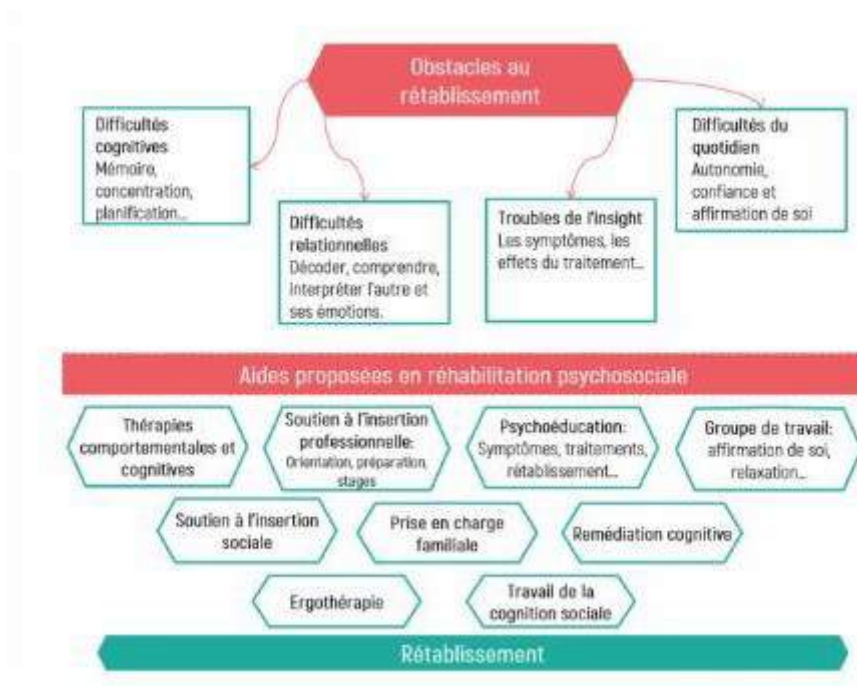 Obstacles au
rétablissement
Difficultés
cognitives
Mémoire,
concentration,
planification...
Difficultés
relationnelles
Décoder, comprendre,
interpréter l'autre et
ses émotions.
Troubles de l'insight
Les symptômes, les
effets du traitement...
Difficultés du
quotidien
Autonomie,
confiance et
affirmation de soi
Aides proposées en réhabilitation psychosociale
Thérapies
comportementales et
cognitives
Soutien à l'insertion
professionnelle:
Orientation, préparation,
stages
Psychoéducation:
Symptômes, traitements,
rétablissement...
Groupe de travail:
affirmation de soi,
relaxation...
Soutien à l'insertion
sociale
Prise en charge
familiale
Remédiation cognitive
Ergothérapie
Travail de la
cognition sociale
Rétablissement